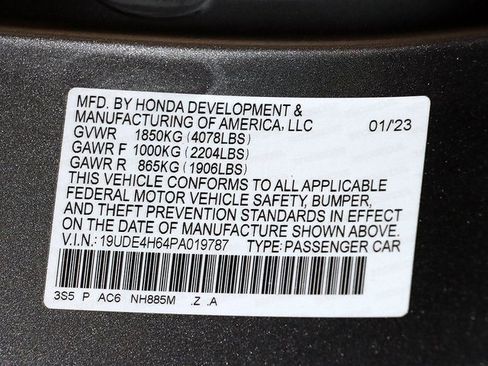 MFD. BY HONDA DEVELOPMENT &
MANUFACTURING OF AMERICA, LLC 01/'23
GVWR 1850KG (4078LBS)
GAWR F 1000KG (2204LBS)
GAWR R 865KG (1906LBS)
THIS VEHICLE CONFORMS TO ALL APPLICABLE
FEDERAL MOTOR VEHICLE SAFETY, BUMPER,
AND THEFT PREVENTION STANDARDS IN EFFECT
ON THE DATE OF MANUFACTURE SHOWN ABOVE.
V.I.N.: 19UDE4H64PA019787 TYPE: PASSENGER CAR
3S5 P AC6 NH885M .Z .A